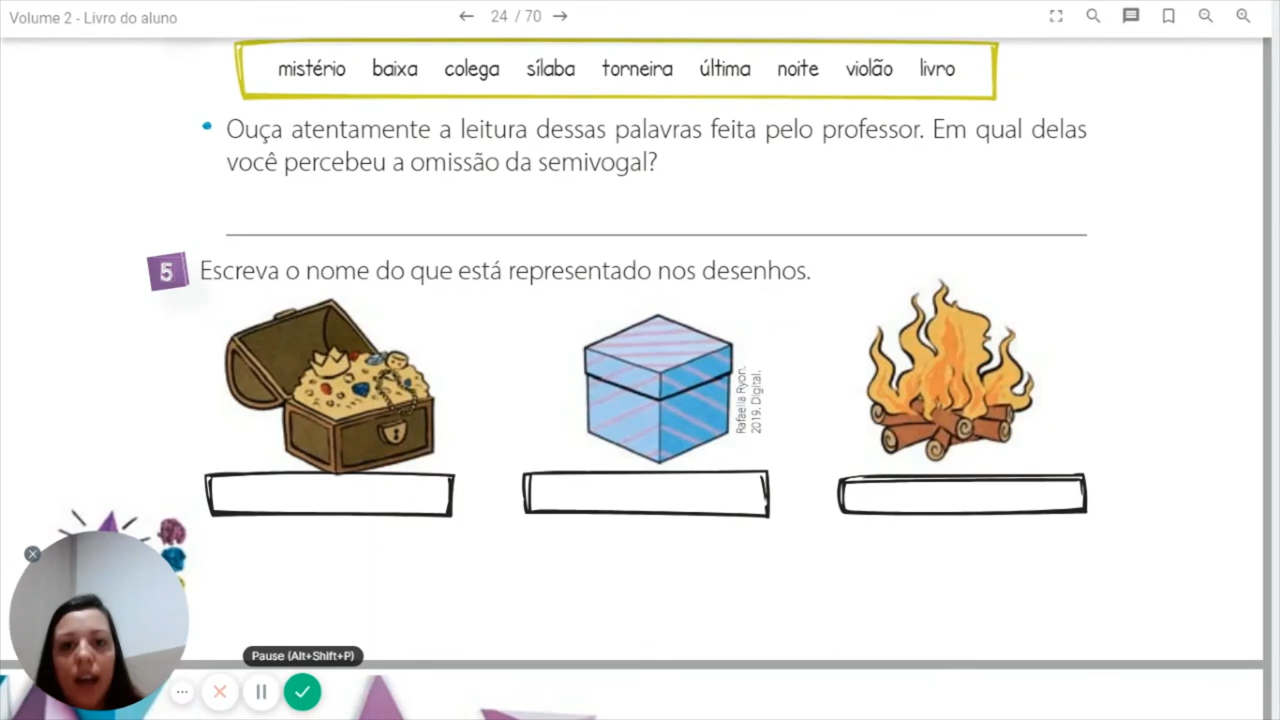 Volume 2 - Livro do aluno
24 / 70
mistério baixa colega sílaba torneira última noite violão livro
Ouça atentamente a leitura dessas palavras feita pelo professor. Em qual delas
você percebeu a omissão da semivogal?
5 Escreva o nome do que está representado nos desenhos.
Rafaella Ryon.
2019. Digital.
Pause (Alt+Shift+P)